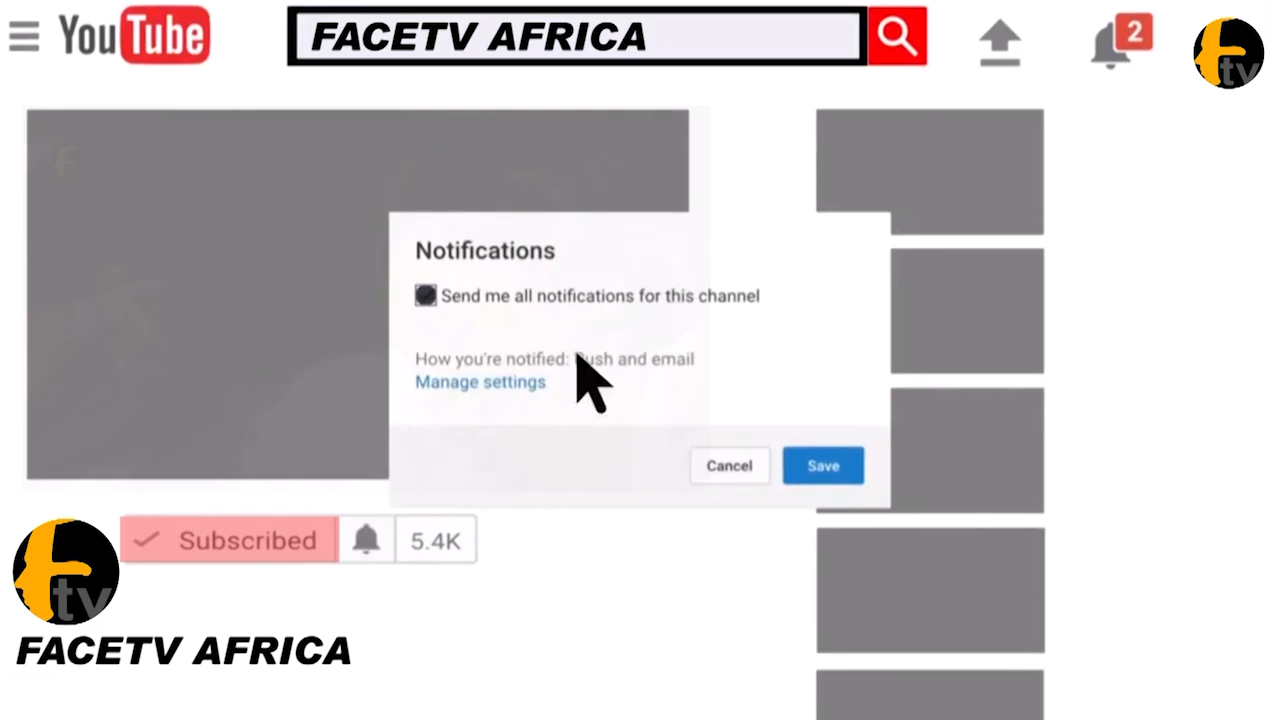 YouTube
FACETV AFRICA
2
tv
F
Notifications
Send me all notifications for this channel
How you're notified: Push and email
Manage settings
Cancel
Save
Subscribed
5.4K
tv
FACETV AFRICA